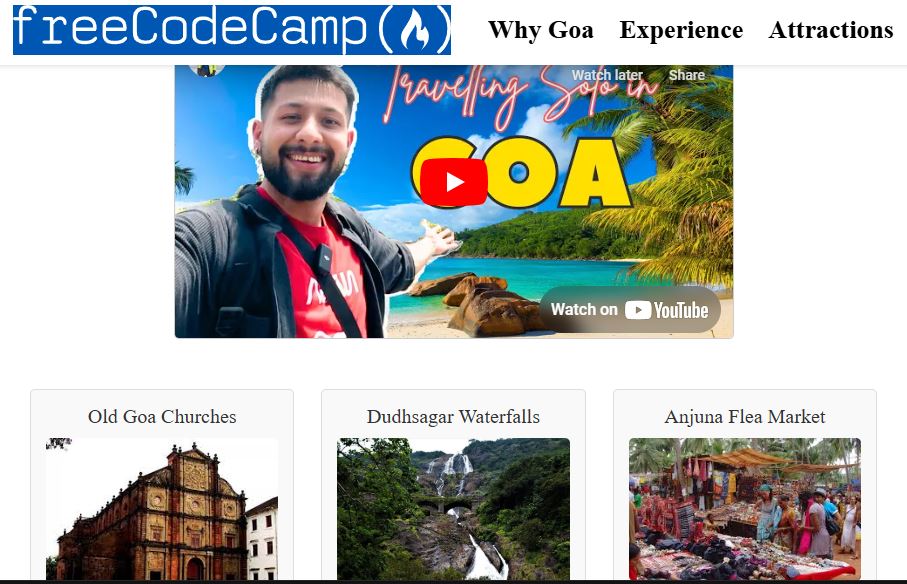 freeCodeCamp(🔥)
Why Goa Experience Attractions
Watch later Share
Travelling Solo in
GOA
Watch on YouTube
Old Goa Churches
Dudhsagar Waterfalls
Anjuna Flea Market